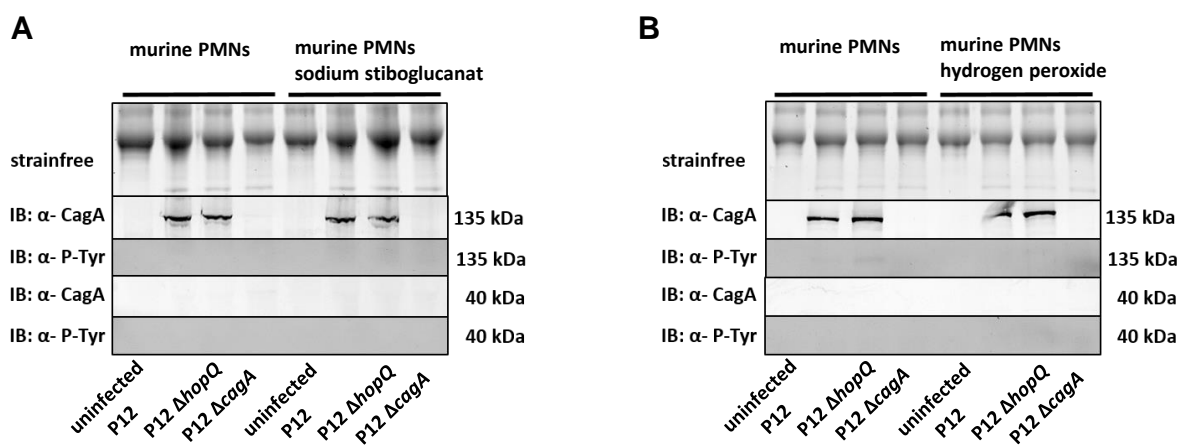 A
murine PMNs
murine PMNs
sodium stiboglucanat
strainfree
IB: α- CagA
135 kDa
IB: α- P-Tyr
135 kDa
IB: α- CagA
40 kDa
IB: α- P-Tyr
40 kDa
uninfected
P12
P12 ΔhopQ
P12 ΔcagA
uninfected
P12
P12 ΔhopQ
P12 ΔcagA
B
murine PMNs
murine PMNs
hydrogen peroxide
strainfree
IB: α- CagA
135 kDa
IB: α- P-Tyr
135 kDa
IB: α- CagA
40 kDa
IB: α- P-Tyr
40 kDa
uninfected
P12
P12 ΔhopQ
P12 ΔcagA
uninfected
P12
P12 ΔhopQ
P12 ΔcagA